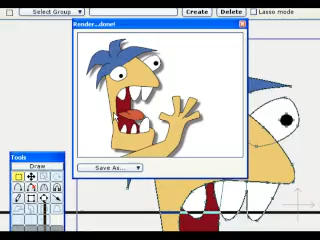 Select Group
Create
Delete
Lasso mode
Render...done!
Save As...
Tools
Draw